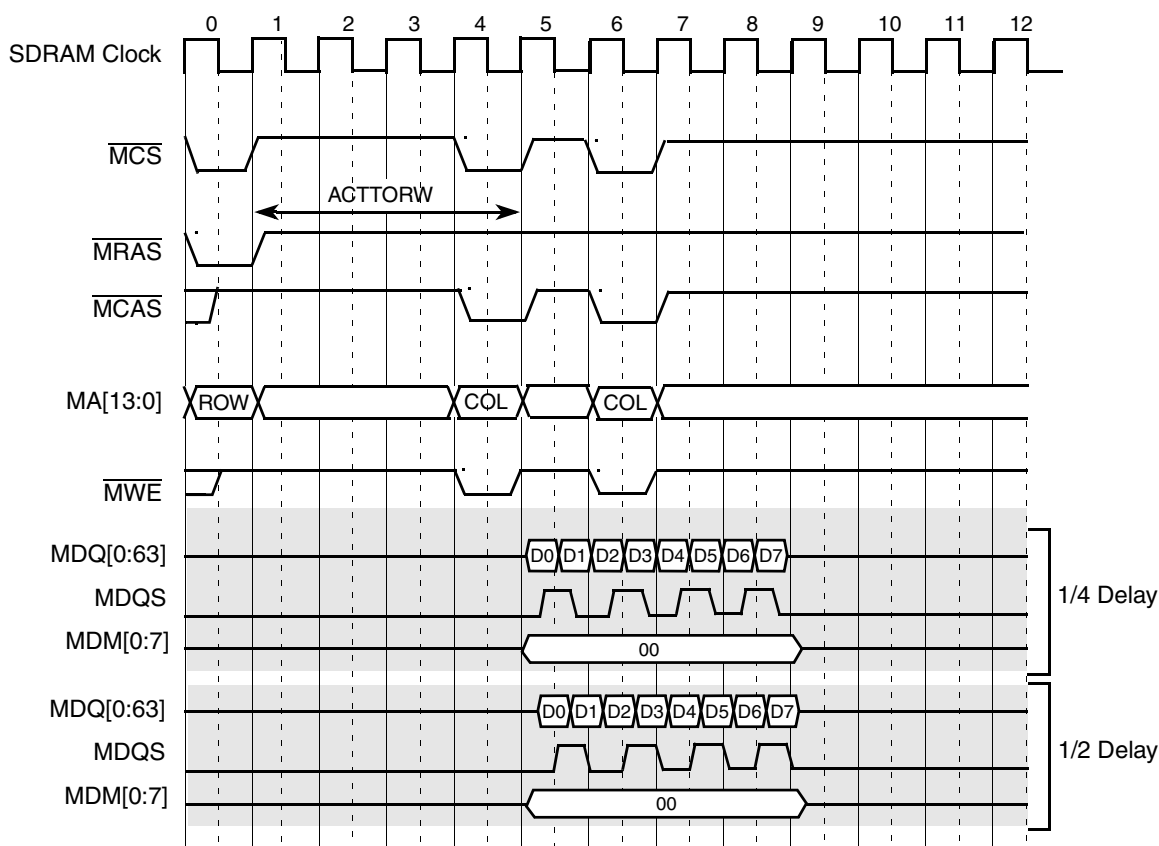 0 1 2 3 4 5 6 7 8 9 10 11 12
SDRAM Clock
MCS
ACTTORW
MRAS
MCAS
MA[13:0] ROW COL COL
MWE
MDQ[0:63] D0 D1 D2 D3 D4 D5 D6 D7
MDQS
1/4 Delay
MDM[0:7] 00
MDQ[0:63] D0 D1 D2 D3 D4 D5 D6 D7
MDQS
1/2 Delay
MDM[0:7] 00